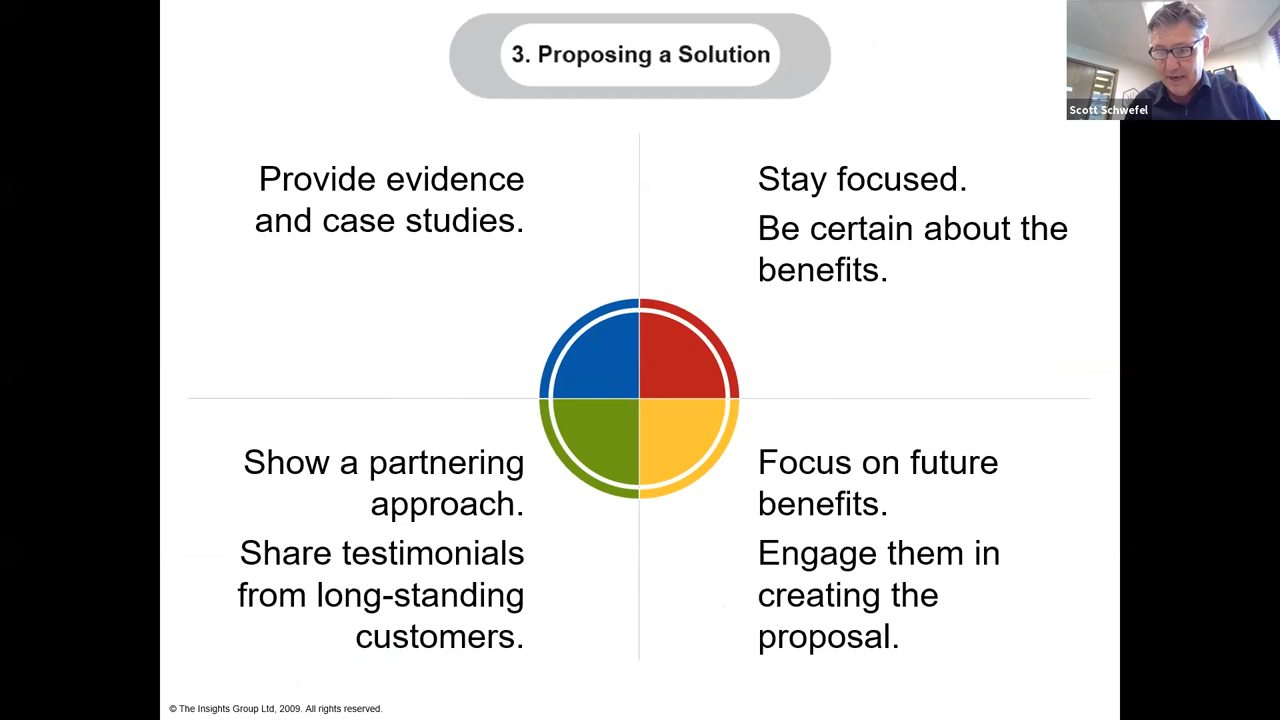 3. Proposing a Solution
Scott Schwefel
Provide evidence
and case studies.
Stay focused.
Be certain about the
benefits.
Show a partnering
approach.
Share testimonials
from long-standing
customers.
Focus on future
benefits.
Engage them in
creating the
proposal.
© The Insights Group Ltd, 2009. All rights reserved.